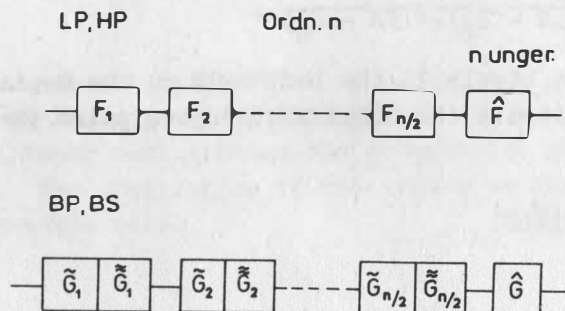 LP, HP Ordn. n
n unger.
F₁ F₂ Fₙ/₂ F̂
BP, BS
G̃₁ G̃̃₁ G̃₂ G̃̃₂ G̃ₙ/₂ G̃̃ₙ/₂ Ĝ